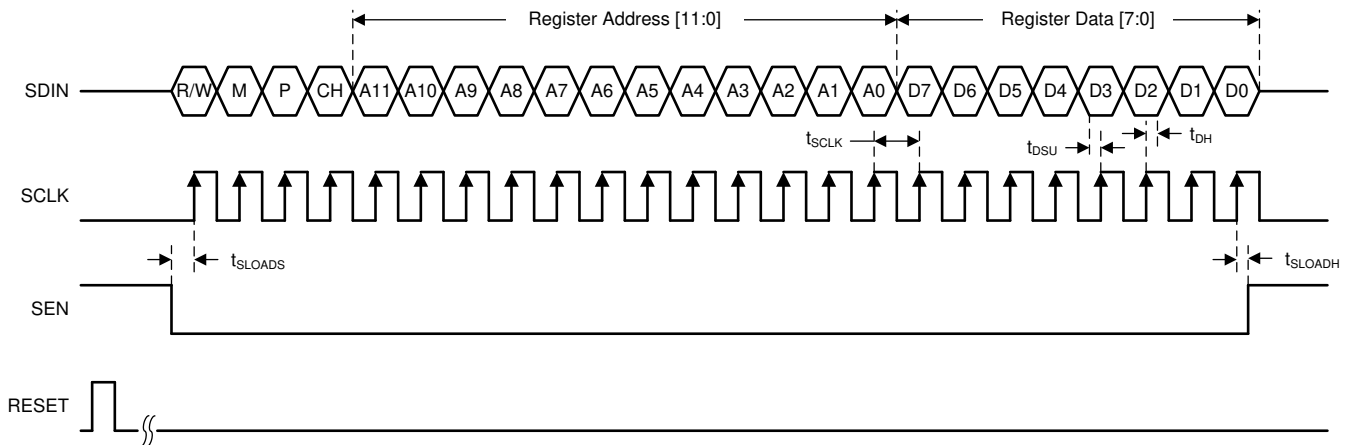 Register Address [11:0] Register Data [7:0]
SDIN R/W M P CH A11 A10 A9 A8 A7 A6 A5 A4 A3 A2 A1 A0 D7 D6 D5 D4 D3 D2 D1 D0
tSCLK tDSU tDH
SCLK
tSLOADS tSLOADH
SEN
RESET